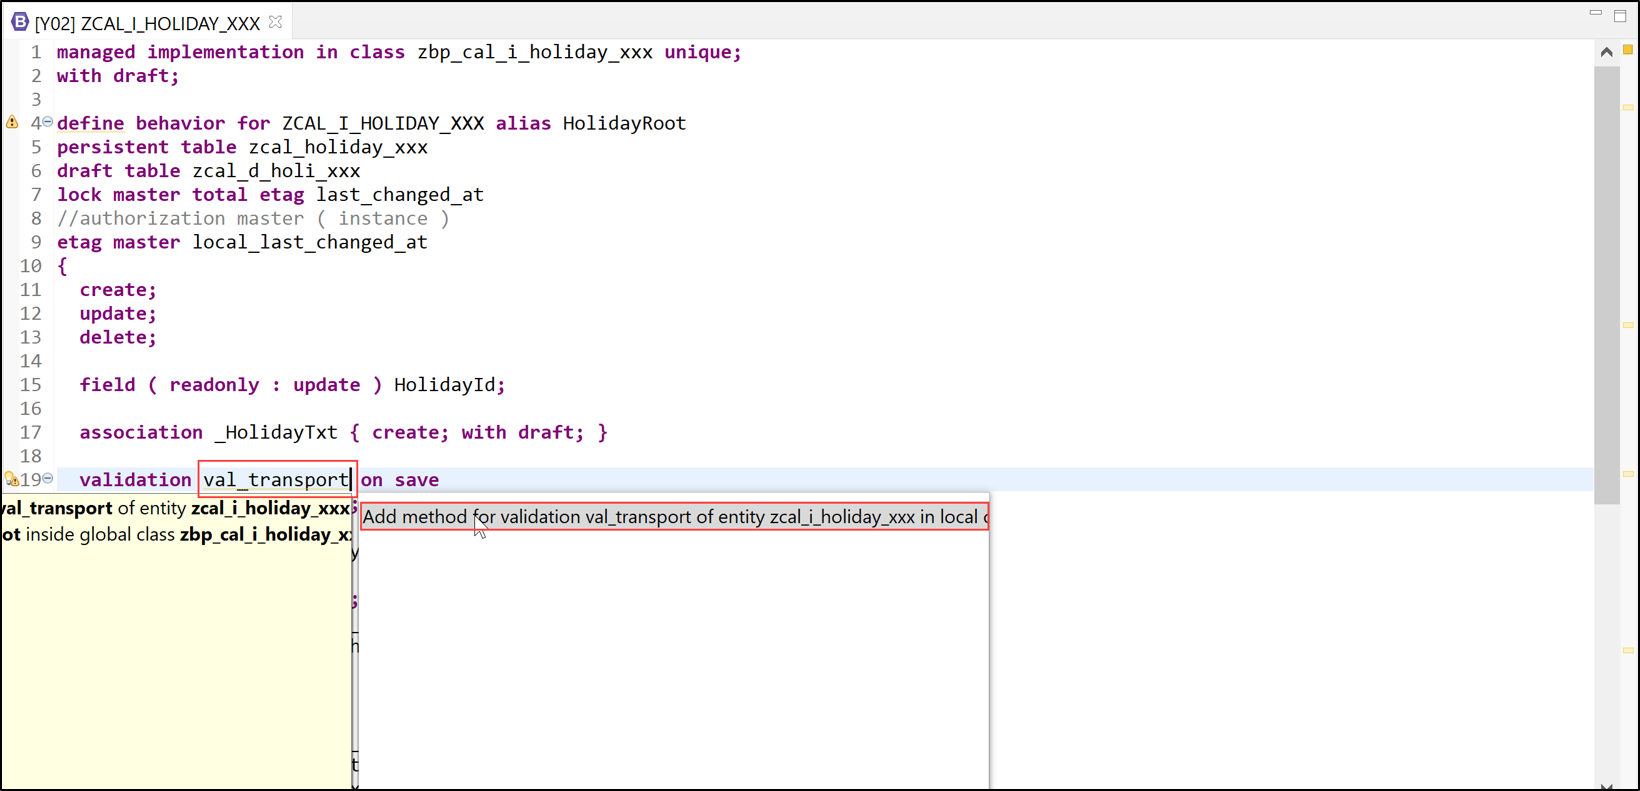 [Y02] ZCAL_I_HOLIDAY_XXX
1 managed implementation in class zbp_cal_i_holiday_xxx unique;
2 with draft;
3
4 define behavior for ZCAL_I_HOLIDAY_XXX alias HolidayRoot
5 persistent table zcal_holiday_xxx
6 draft table zcal_d_holi_xxx
7 lock master total etag last_changed_at
8 //authorization master ( instance )
9 etag master local_last_changed_at
10 {
11 create;
12 update;
13 delete;
14
15 field ( readonly : update ) HolidayId;
16
17 association _HolidayTxt { create; with draft; }
18
19 validation val_transport on save
val_transport of entity zcal_i_holiday_xxx
ot inside global class zbp_cal_i_holiday_x
Add method for validation val_transport of entity zcal_i_holiday_xxx in local